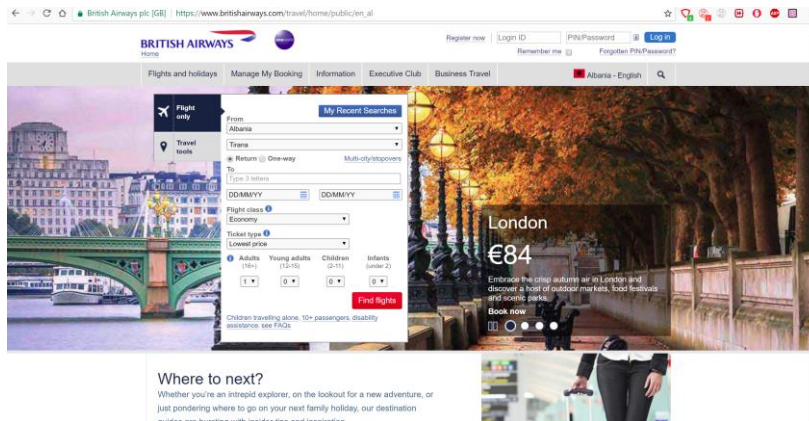 British Airways plc [GB] | https://www.britishairways.com/travel/home/public/en_al
BRITISH AIRWAYS
Home
Register now
Login ID
PIN/Password
Log in
Remember me
Forgotten PIN/Password?
Flights and holidays
Manage My Booking
Information
Executive Club
Business Travel
Albania - English
Flight only
Travel tools
My Recent Searches
From
Albania
Tirana
Return
One-way
Multi-city/stopovers
To
Type 3 letters
DD/MM/YY
DD/MM/YY
Flight class
Economy
Ticket type
Lowest price
Adults
(16+)
Young adults
(12-15)
Children
(2-11)
Infants
(under 2)
1
0
0
0
Find flights
Children travelling alone, 10+ passengers, disability
assistance, see FAQs
London
€84
Embrace the crisp autumn air in London and
discover a host of outdoor markets, food festivals
and scenic parks.
Book now
Where to next?
Whether you're an intrepid explorer, on the lookout for a new adventure, or
just pondering where to go on your next family holiday, our destination